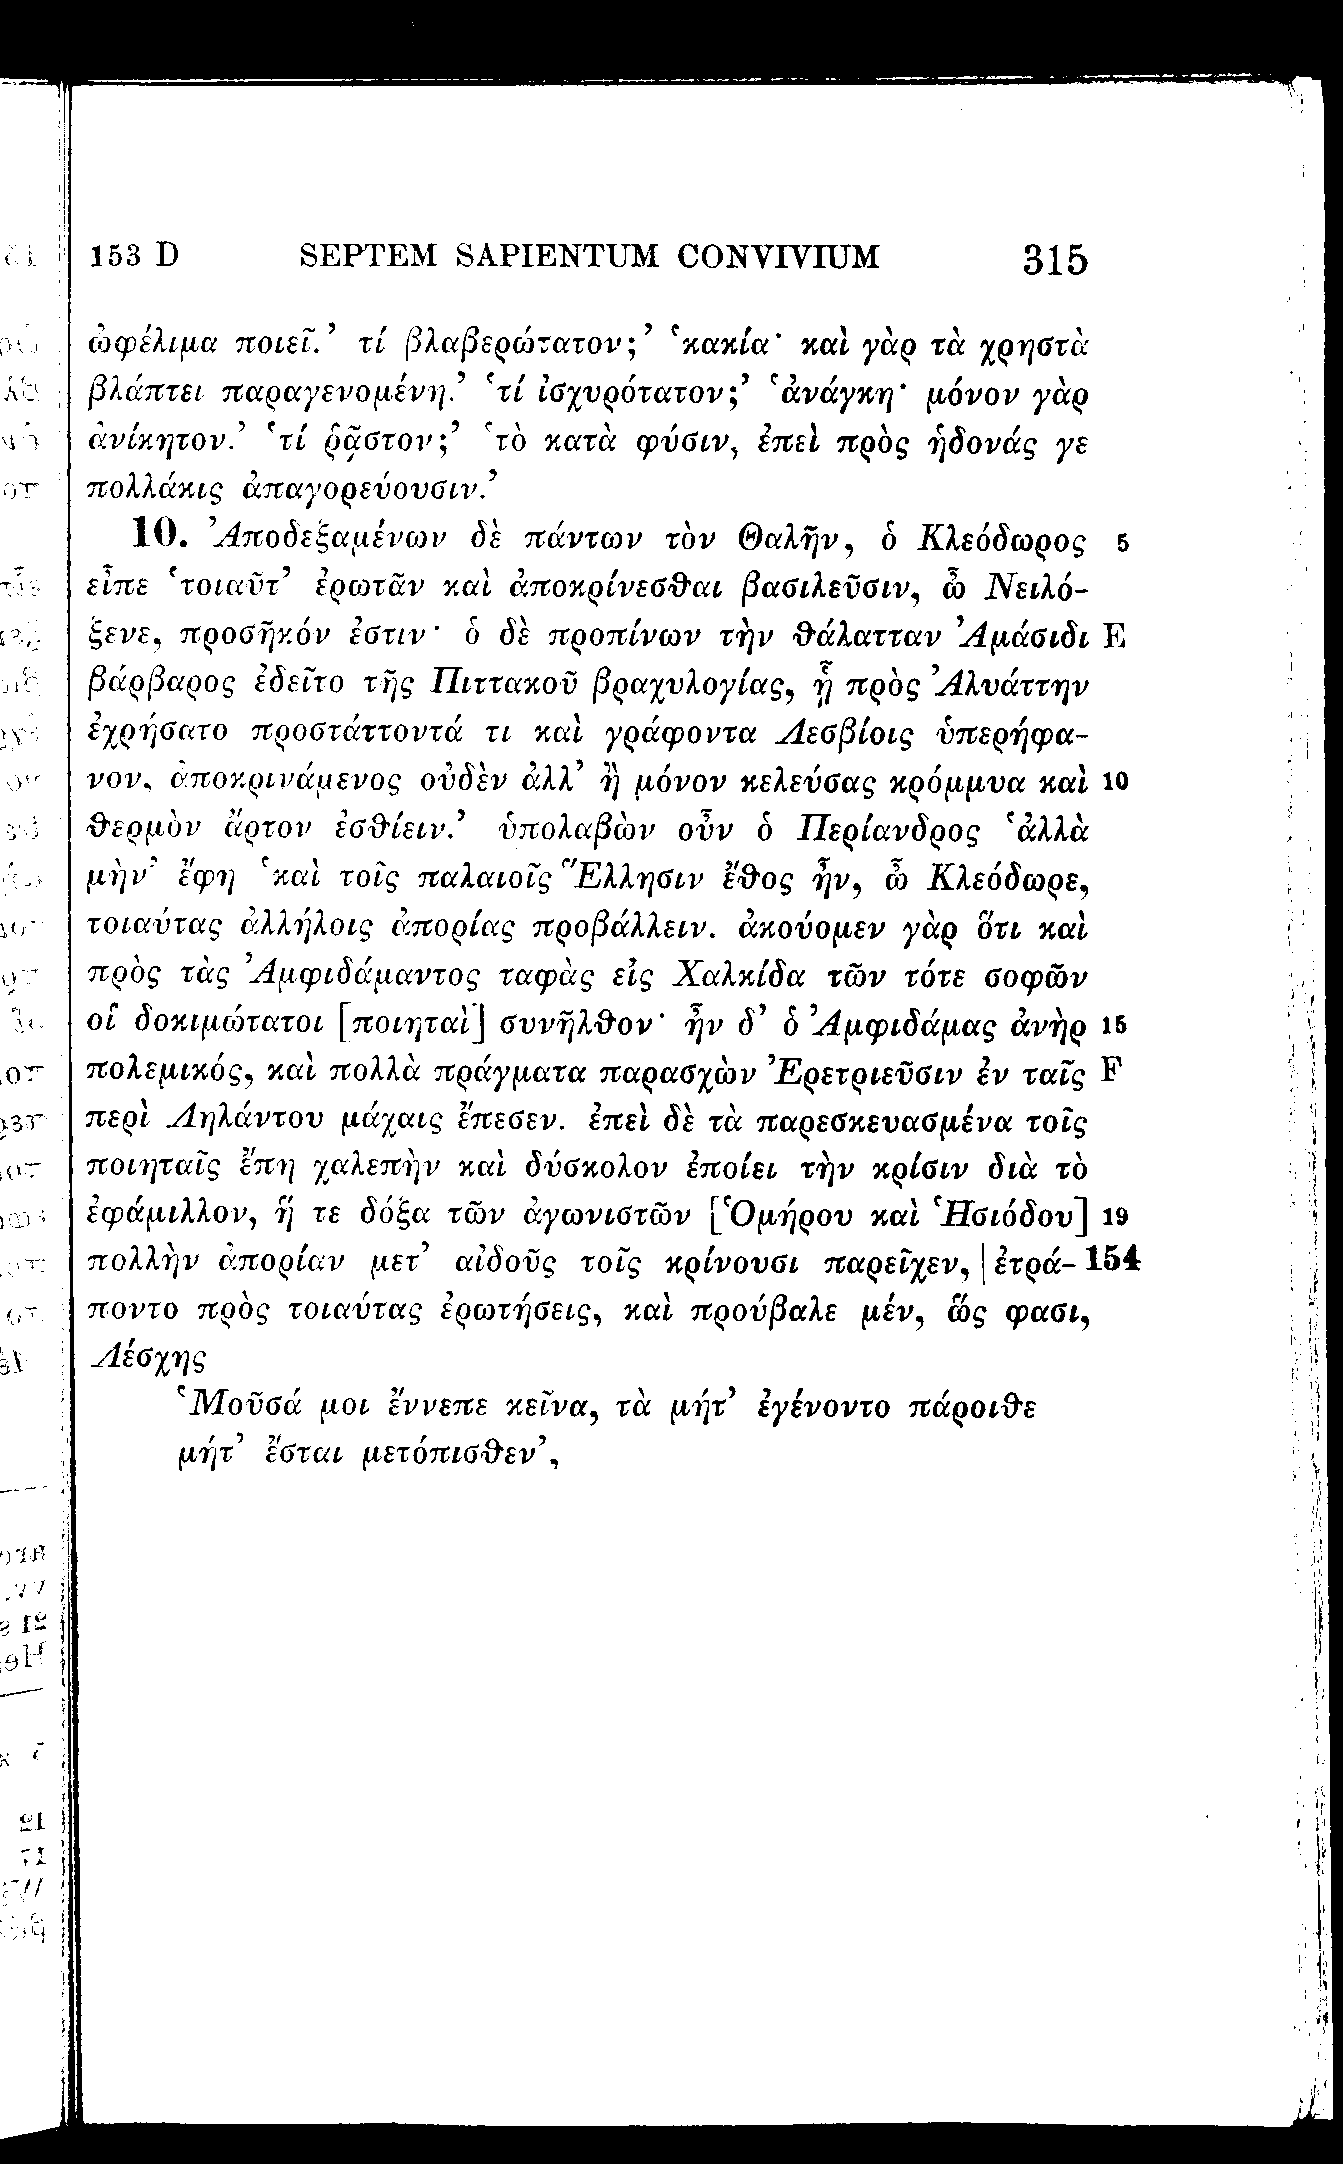 153 D SEPTEM SAPIENTUM CONVIVIUM 315
ὠφέλιμα ποιεῖ.’ τί βλαβερώτατον;’ ‘κακία· καὶ γὰρ τὰ χρηστὰ
βλάπτει παραγενομένη.’ ‘τί ἰσχυρότατον;’ ‘ἀνάγκη· μόνον γὰρ
ἀνίκητον.’ ‘τί ῥᾷστον;’ ‘τὸ κατὰ φύσιν, ἐπεὶ πρὸς ἡδονάς γε
πολλάκις ἀπαγορεύουσιν.’
10. Ἀποδεξαμένων δὲ πάντων τὸν Θαλῆν, ὁ Κλεόδωρος 5
εἶπε ‘τοιαῦτ’ ἐρωτᾶν καὶ ἀποκρίνεσθαι βασιλεῦσιν, ὦ Νειλό-
ξενε, προσῆκόν ἐστιν· ὁ δὲ προπίνων τὴν θάλατταν Ἀμάσιδι E
βάρβαρος ἐδεῖτο τῆς Πιττακοῦ βραχυλογίας, ᾗ πρὸς Ἀλυάττην
ἐχρήσατο προστάττοντά τι καὶ γράφοντα Λεσβίοις ὑπερήφα-
νον, ἀποκρινάμενος οὐδὲν ἀλλ’ ἢ μόνον κελεύσας κρόμμυα καὶ 10
θερμὸν ἄρτον ἐσθίειν.’ ὑπολαβὼν οὖν ὁ Περίανδρος ‘ἀλλὰ
μὴν’ ἔφη ‘καὶ τοῖς παλαιοῖς Ἕλλησιν ἔθος ἦν, ὦ Κλεόδωρε,
τοιαύτας ἀλλήλοις ἀπορίας προβάλλειν. ἀκούομεν γὰρ ὅτι καὶ
πρὸς τὰς Ἀμφιδάμαντος ταφὰς εἰς Χαλκίδα τῶν τότε σοφῶν
οἱ δοκιμώτατοι [ποιηταὶ] συνῆλθον· ἦν δ’ ὁ Ἀμφιδάμας ἀνὴρ 15
πολεμικός, καὶ πολλὰ πράγματα παρασχὼν Ἐρετριεῦσιν ἐν ταῖς F
περὶ Ληλάντου μάχαις ἔπεσεν. ἐπεὶ δὲ τὰ παρεσκευασμένα τοῖς
ποιηταῖς ἔπη χαλεπὴν καὶ δύσκολον ἐποίει τὴν κρίσιν διὰ τὸ
ἐφάμιλλον, ἥ τε δόξα τῶν ἀγωνιστῶν [Ὁμήρου καὶ Ἡσιόδου] 19
πολλὴν ἀπορίαν μετ’ αἰδοῦς τοῖς κρίνουσι παρεῖχεν, | ἐτρά- 154
ποντο πρὸς τοιαύτας ἐρωτήσεις, καὶ προύβαλε μέν, ὥς φασι,
Λέσχης
‘Μοῦσά μοι ἔννεπε κεῖνα, τὰ μήτ’ ἐγένοντο πάροιθε
μήτ’ ἔσται μετόπισθεν’,